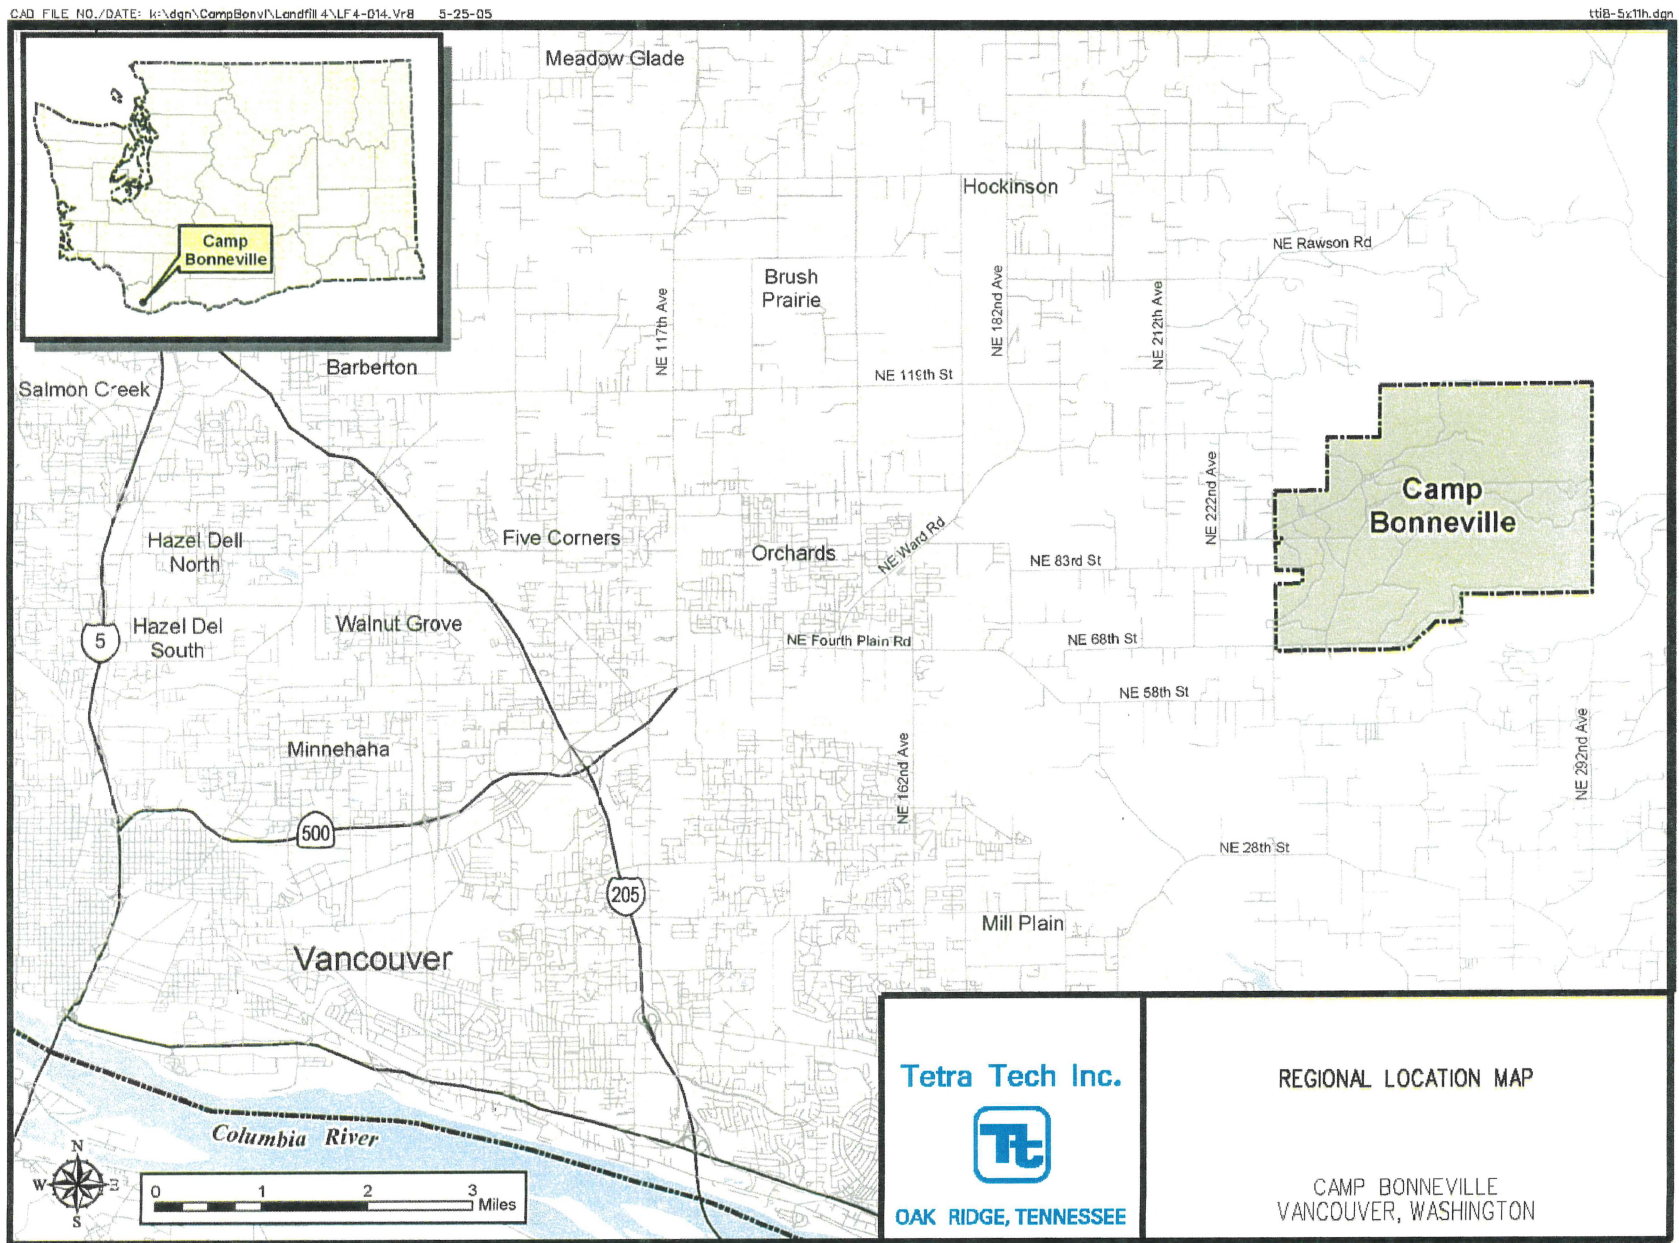 CAD FILE NO./DATE: k:\dgn\CampBonvl\Landfill 4\LF4-014.Vr8 5-25-05
tti8-5x11h.dgn
Meadow Glade
Hockinson
Camp
Bonneville
NE Rawson Rd
Brush
Prairie
NE 117th Ave
NE 182nd Ave
NE 212th Ave
Barberton
Salmon Creek
NE 119th St
NE 222nd Ave
Camp
Bonneville
Hazel Dell
North
Five Corners
Orchards
NE Ward Rd
NE 83rd St
5
Hazel Del
South
Walnut Grove
NE Fourth Plain Rd
NE 68th St
NE 58th St
Minnehaha
NE 162nd Ave
NE 292nd Ave
500
NE 28th St
205
Mill Plain
Vancouver
Columbia River
N
W
E
S
0 1 2 3
Miles
Tetra Tech Inc.
Tt
OAK RIDGE, TENNESSEE
REGIONAL LOCATION MAP
CAMP BONNEVILLE
VANCOUVER, WASHINGTON